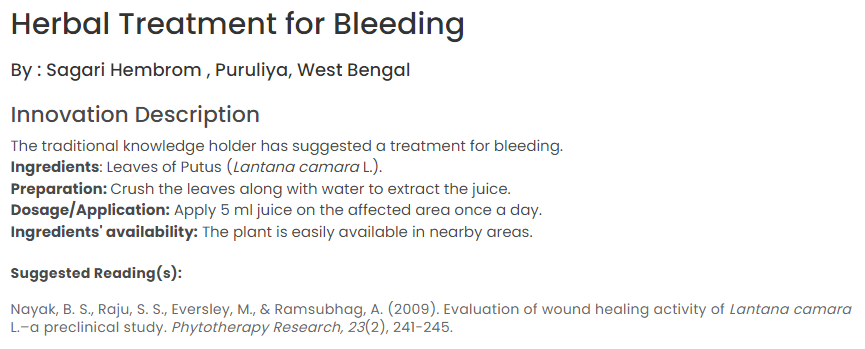 Herbal Treatment for Bleeding
By : Sagari Hembrom , Puruliya, West Bengal
Innovation Description
The traditional knowledge holder has suggested a treatment for bleeding.
Ingredients: Leaves of Putus (Lantana camara L.).
Preparation: Crush the leaves along with water to extract the juice.
Dosage/Application: Apply 5 ml juice on the affected area once a day.
Ingredients' availability: The plant is easily available in nearby areas.
Suggested Reading(s):
Nayak, B. S., Raju, S. S., Eversley, M., & Ramsubhag, A. (2009). Evaluation of wound healing activity of Lantana camara
L.–a preclinical study. Phytotherapy Research, 23(2), 241-245.